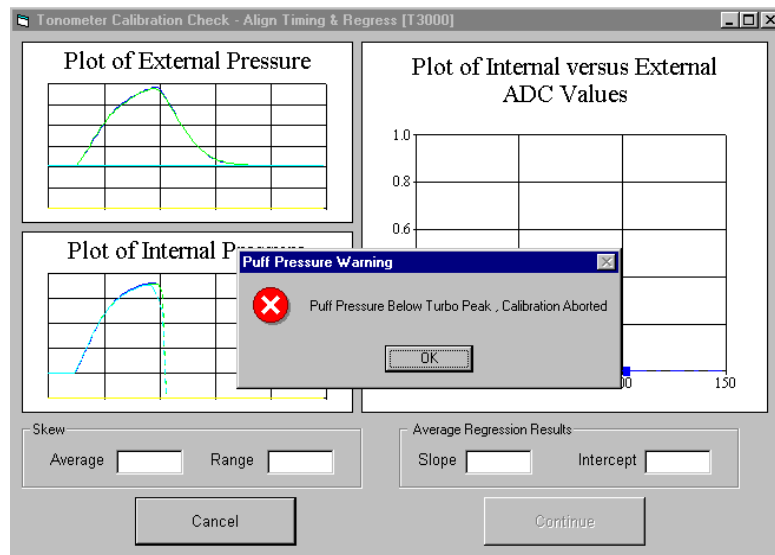 Tonometer Calibration Check - Align Timing & Regress [T3000]
Plot of External Pressure
Plot of Internal versus External
ADC Values
1.0
0.8
0.6
Plot of Internal Pressure
Puff Pressure Warning
Puff Pressure Below Turbo Peak , Calibration Aborted
OK
150
Skew
Average
Range
Average Regression Results
Slope
Intercept
Cancel
Continue